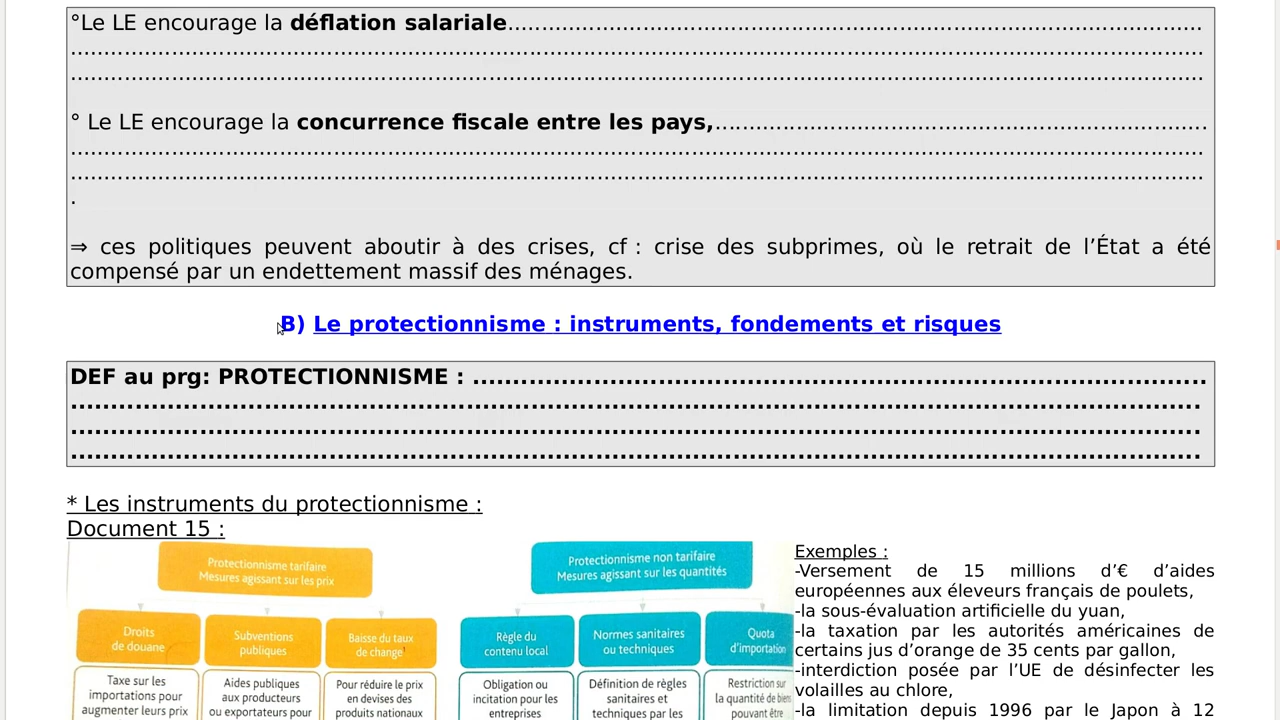 °Le LE encourage la déflation salariale..............................................................................................
................................................................................................................................................
................................................................................................................................................
° Le LE encourage la concurrence fiscale entre les pays,..............................................................
................................................................................................................................................
................................................................................................................................................
.
⇒ ces politiques peuvent aboutir à des crises, cf : crise des subprimes, où le retrait de l’État a été
compensé par un endettement massif des ménages.
B) Le protectionnisme : instruments, fondements et risques
DEF au prg: PROTECTIONNISME : ..........................................................................................
................................................................................................................................................
................................................................................................................................................
................................................................................................................................................
* Les instruments du protectionnisme :
Document 15 :
Protectionnisme tarifaire
Mesures agissant sur les prix
Droits
de douane
Subventions
publiques
Baisse du taux
de change
Taxe sur les
importations pour
augmenter leurs prix
Aides publiques
aux producteurs
ou exportateurs pour
Pour réduire le prix
en devises des
produits nationaux
Protectionnisme non tarifaire
Mesures agissant sur les quantités
Règle du
contenu local
Normes sanitaires
ou techniques
Quota
d’importation
Obligation ou
incitation pour les
entreprises
Définition de règles
sanitaires et
techniques par les
Restriction sur
la quantité de biens
pouvant être
Exemples :
-Versement de 15 millions d’€ d’aides
européennes aux éleveurs français de poulets,
-la sous-évaluation artificielle du yuan,
-la taxation par les autorités américaines de
certains jus d’orange de 35 cents par gallon,
-interdiction posée par l’UE de désinfecter les
volailles au chlore,
-la limitation depuis 1996 par le Japon à 12